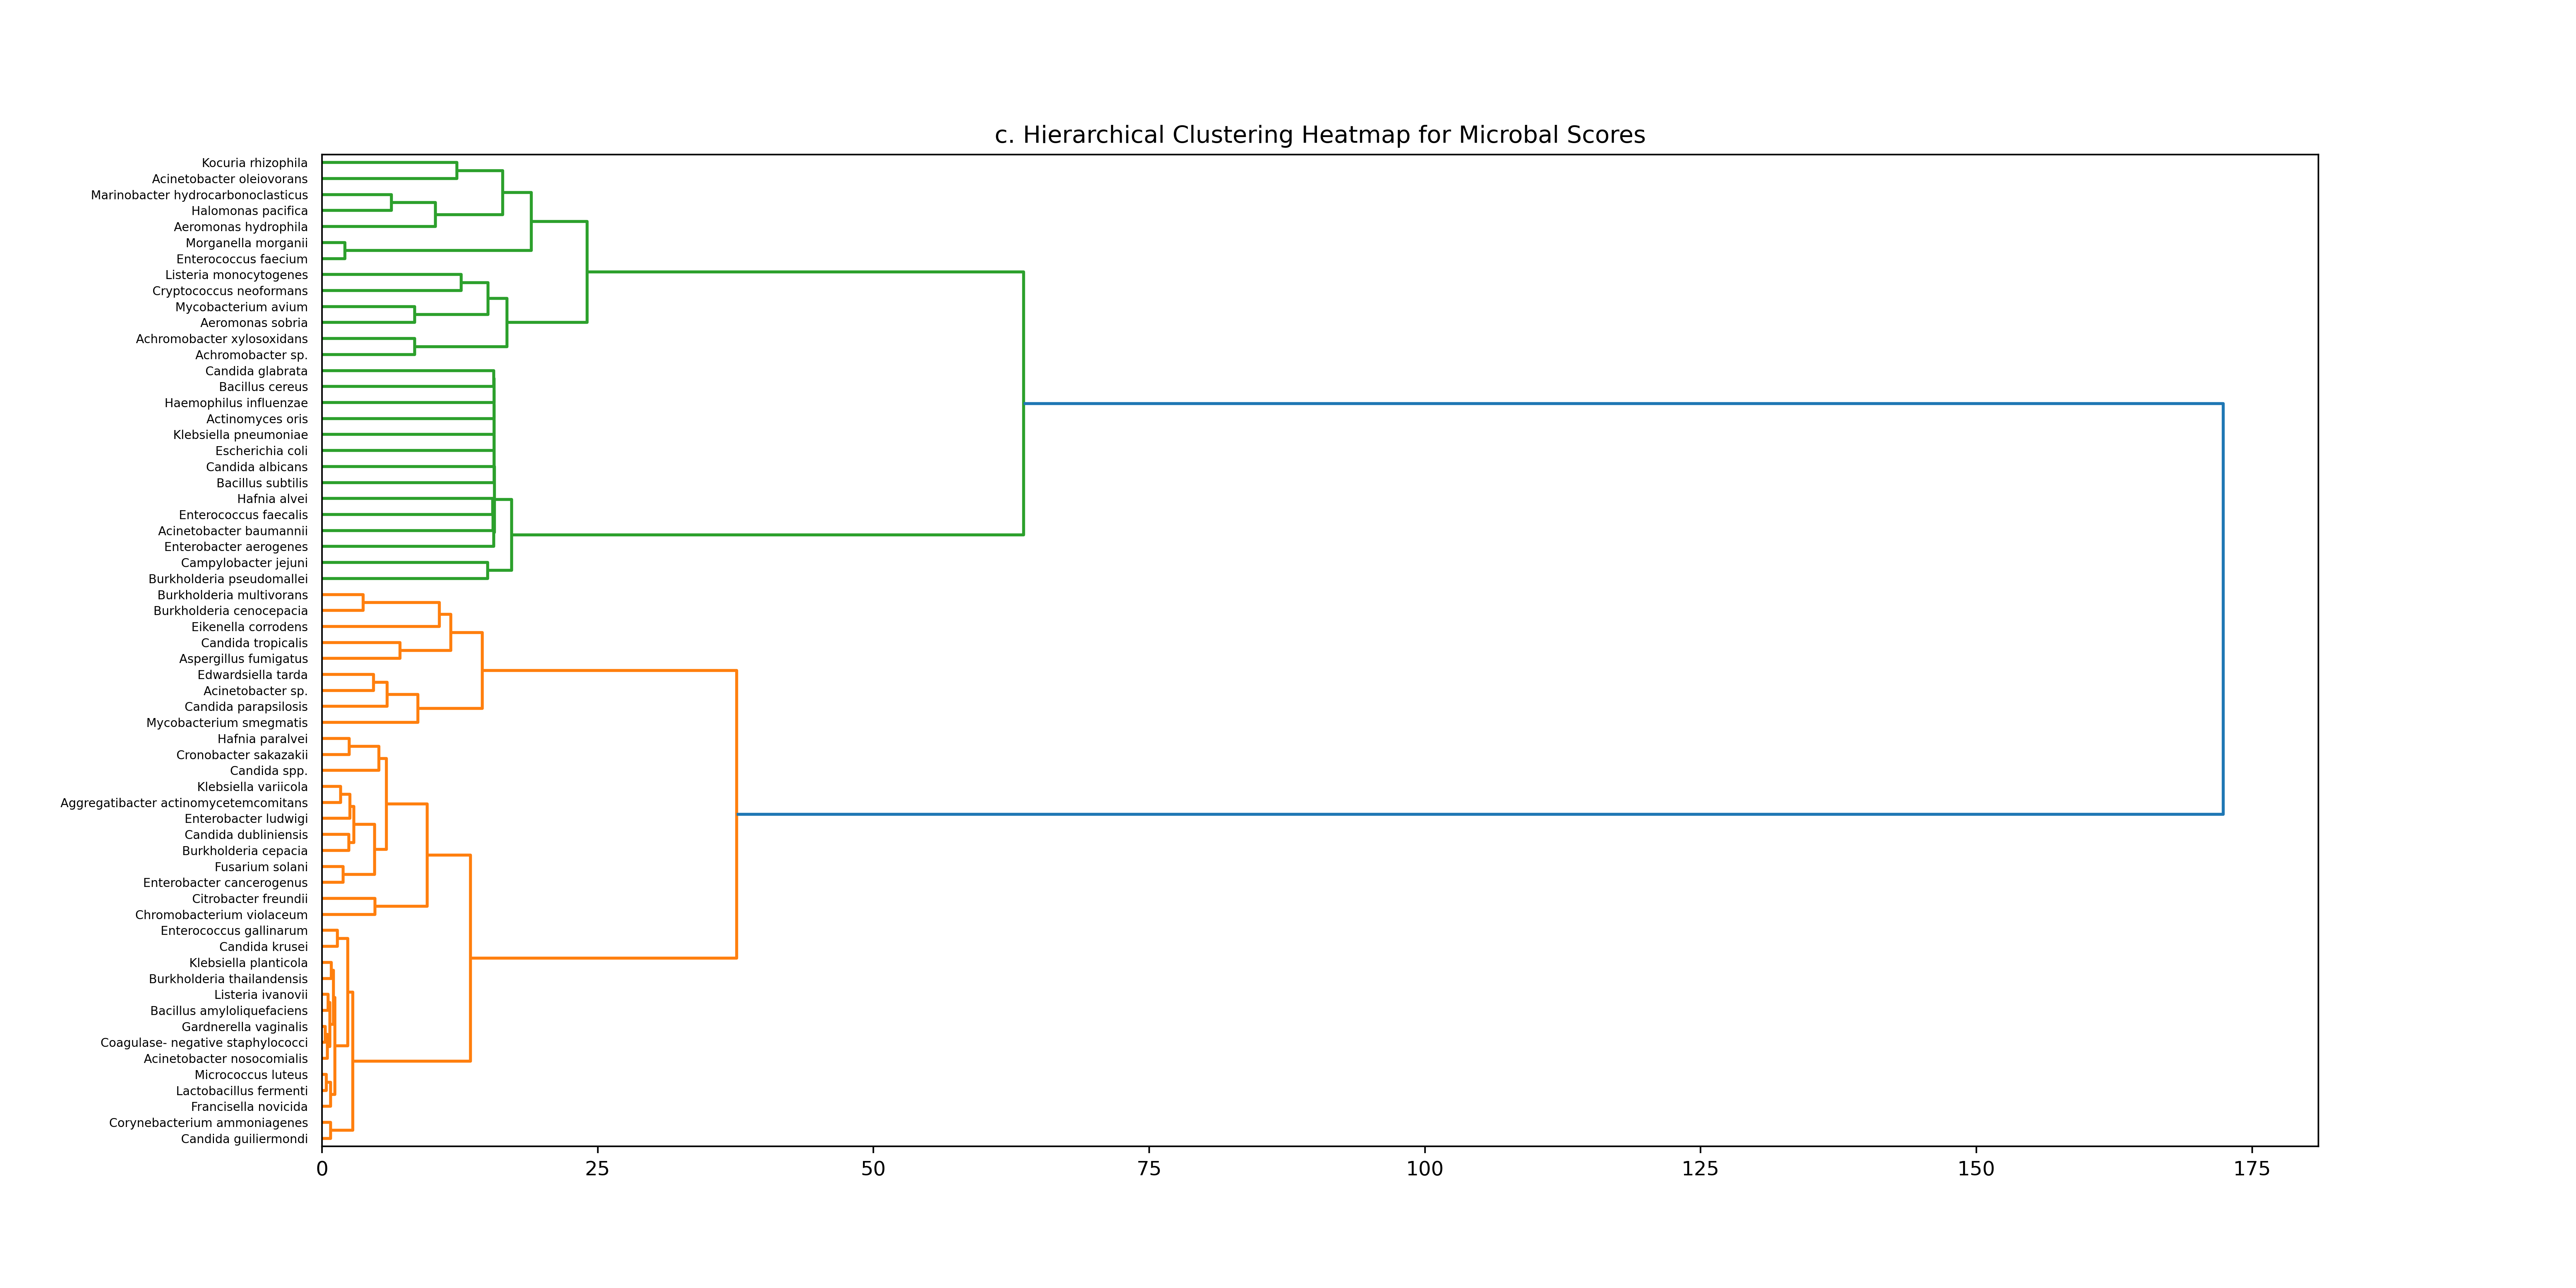 c. Hierarchical Clustering Heatmap for Microbal Scores
Kocuria rhizophila
Acinetobacter oleiovorans
Marinobacter hydrocarbonoclasticus
Halomonas pacifica
Aeromonas hydrophila
Morganella morganii
Enterococcus faecium
Listeria monocytogenes
Cryptococcus neoformans
Mycobacterium avium
Aeromonas sobria
Achromobacter xylosoxidans
Achromobacter sp.
Candida glabrata
Bacillus cereus
Haemophilus influenzae
Actinomyces oris
Klebsiella pneumoniae
Escherichia coli
Candida albicans
Bacillus subtilis
Hafnia alvei
Enterococcus faecalis
Acinetobacter baumannii
Enterobacter aerogenes
Campylobacter jejuni
Burkholderia pseudomallei
Burkholderia multivorans
Burkholderia cenocepacia
Eikenella corrodens
Candida tropicalis
Aspergillus fumigatus
Edwardsiella tarda
Acinetobacter sp.
Candida parapsilosis
Mycobacterium smegmatis
Hafnia paralvei
Cronobacter sakazakii
Candida spp.
Klebsiella variicola
Aggregatibacter actinomycetemcomitans
Enterobacter ludwigi
Candida dubliniensis
Burkholderia cepacia
Fusarium solani
Enterobacter cancerogenus
Citrobacter freundii
Chromobacterium violaceum
Enterococcus gallinarum
Candida krusei
Klebsiella planticola
Burkholderia thailandensis
Listeria ivanovii
Bacillus amyloliquefaciens
Gardnerella vaginalis
Coagulase- negative staphylococci
Acinetobacter nosocomialis
Micrococcus luteus
Lactobacillus fermenti
Francisella novicida
Corynebacterium ammoniagenes
Candida guiliermondi
0 25 50 75 100 125 150 175